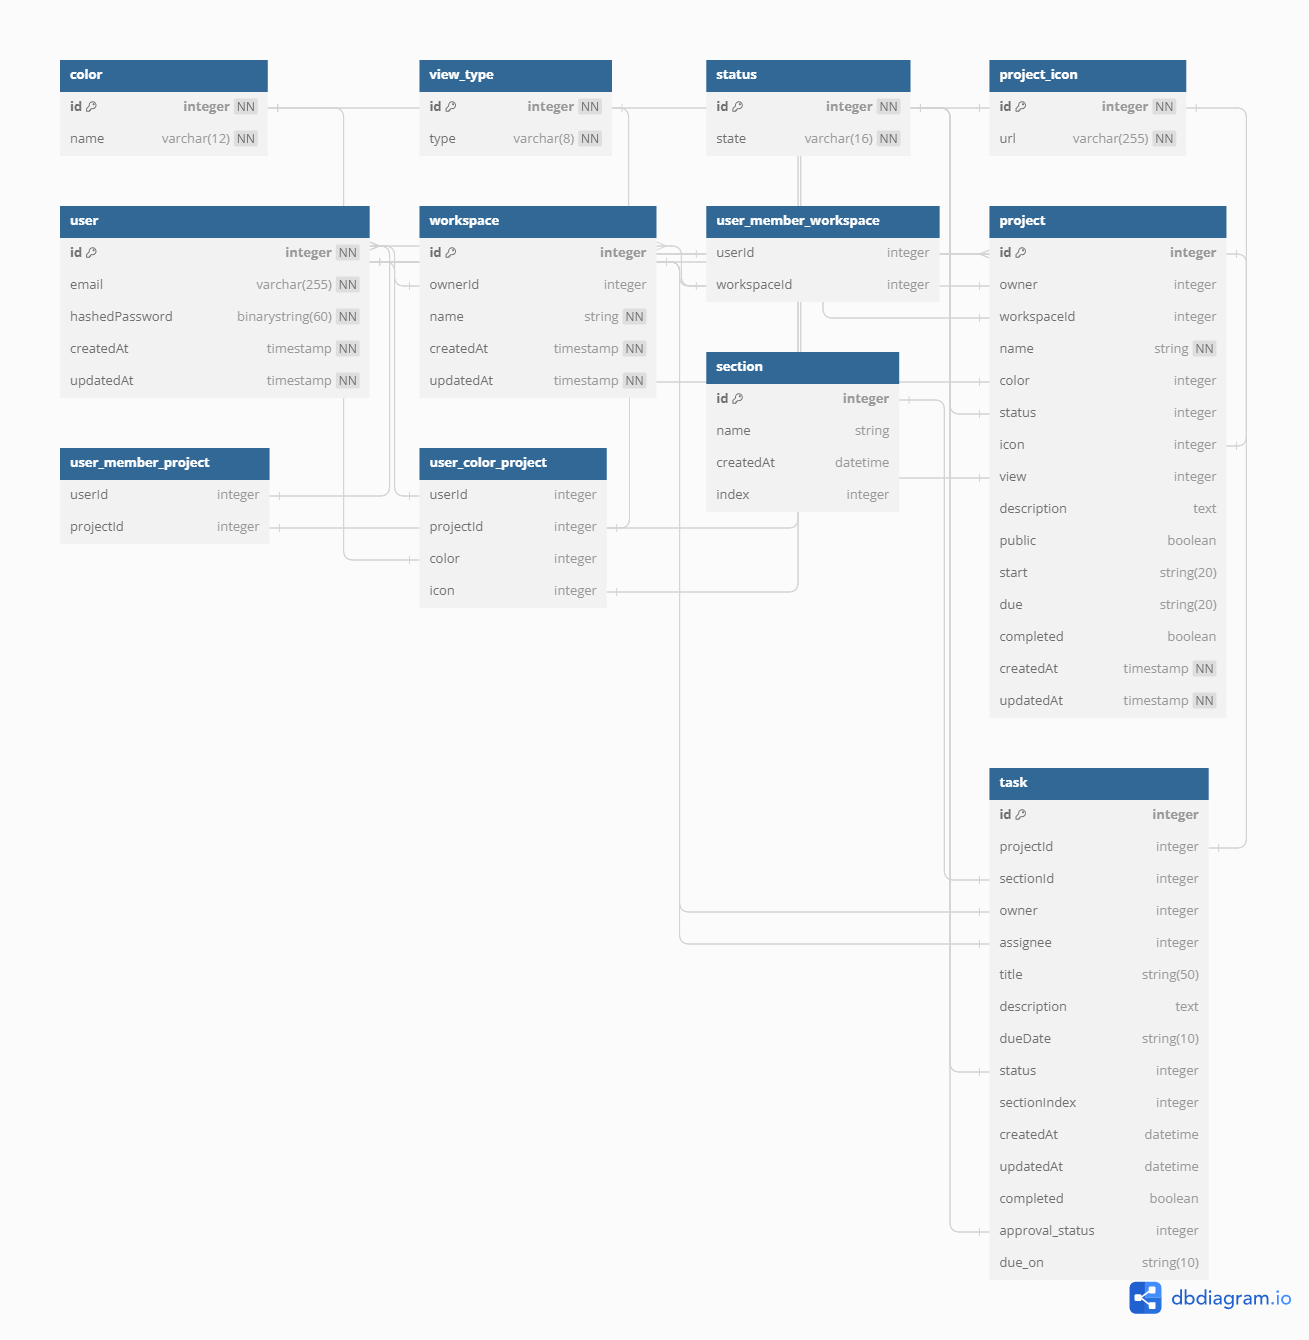 color
id integer NN
name varchar(12) NN
view_type
id integer NN
type varchar(8) NN
status
id integer NN
state varchar(16) NN
project_icon
id integer NN
url varchar(255) NN
user
id integer NN
email varchar(255) NN
hashedPassword binarystring(60) NN
createdAt timestamp NN
updatedAt timestamp NN
workspace
id integer
ownerId integer
name string NN
createdAt timestamp NN
updatedAt timestamp NN
user_member_workspace
userId integer
workspaceId integer
project
id integer
owner integer
workspaceId integer
name string NN
color integer
status integer
icon integer
view integer
description text
public boolean
start string(20)
due string(20)
completed boolean
createdAt timestamp NN
updatedAt timestamp NN
section
id integer
name string
createdAt datetime
index integer
user_member_project
userId integer
projectId integer
user_color_project
userId integer
projectId integer
color integer
icon integer
task
id integer
projectId integer
sectionId integer
owner integer
assignee integer
title string(50)
description text
dueDate string(10)
status integer
sectionIndex integer
createdAt datetime
updatedAt datetime
completed boolean
approval_status integer
due_on string(10)
dbdiagram.io